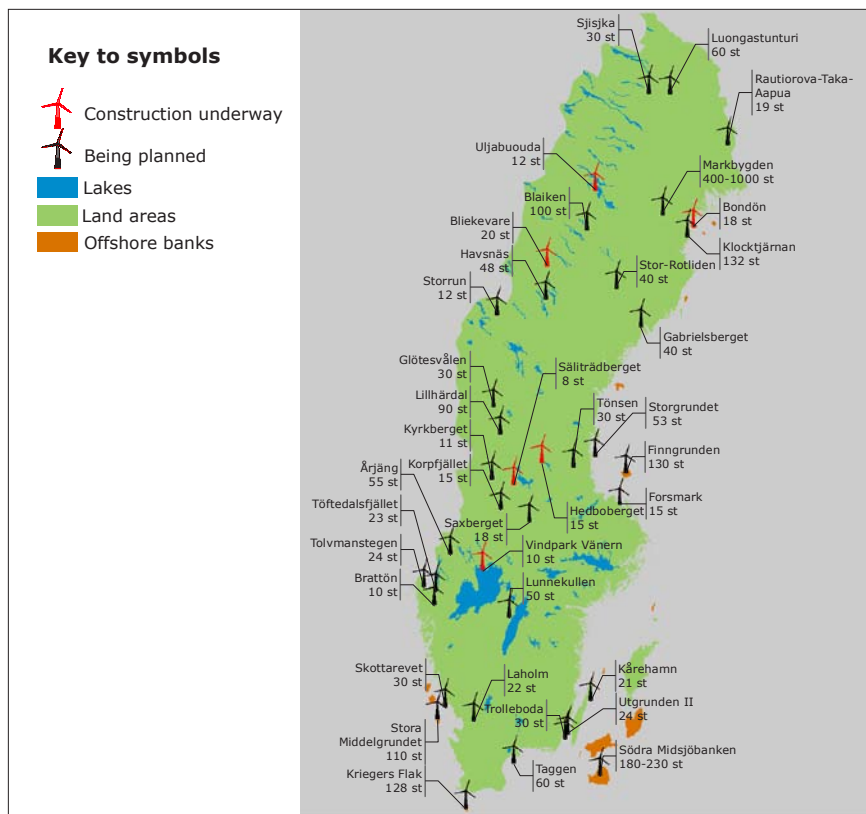 Key to symbols
Construction underway
Being planned
Lakes
Land areas
Offshore banks
Sjisjka
30 st
Luongastunturi
60 st
Rautiorova-Taka-
Aapua
19 st
Uljabuouda
12 st
Markbygden
400-1000 st
Blaiken
100 st
Bondön
18 st
Bliekevare
20 st
Klocktjärnan
132 st
Havsnäs
48 st
Stor-Rotliden
40 st
Storrun
12 st
Gabrielsberget
40 st
Glötesvålen
30 st
Säliträdberget
8 st
Lillhärdal
90 st
Tönsen
30 st
Storgrundet
53 st
Kyrkberget
11 st
Finngrunden
130 st
Korpfjället
15 st
Årjäng
55 st
Forsmark
15 st
Töftedalsfjället
23 st
Hedboberget
15 st
Saxberget
18 st
Tolvmanstegen
24 st
Vindpark Vänern
10 st
Brattön
10 st
Lunnekullen
50 st
Skottarevet
30 st
Laholm
22 st
Kårehamn
21 st
Trolleboda
30 st
Utgrunden II
24 st
Stora
Middelgrundet
110 st
Södra Midsjöbanken
180-230 st
Taggen
60 st
Kriegers Flak
128 st